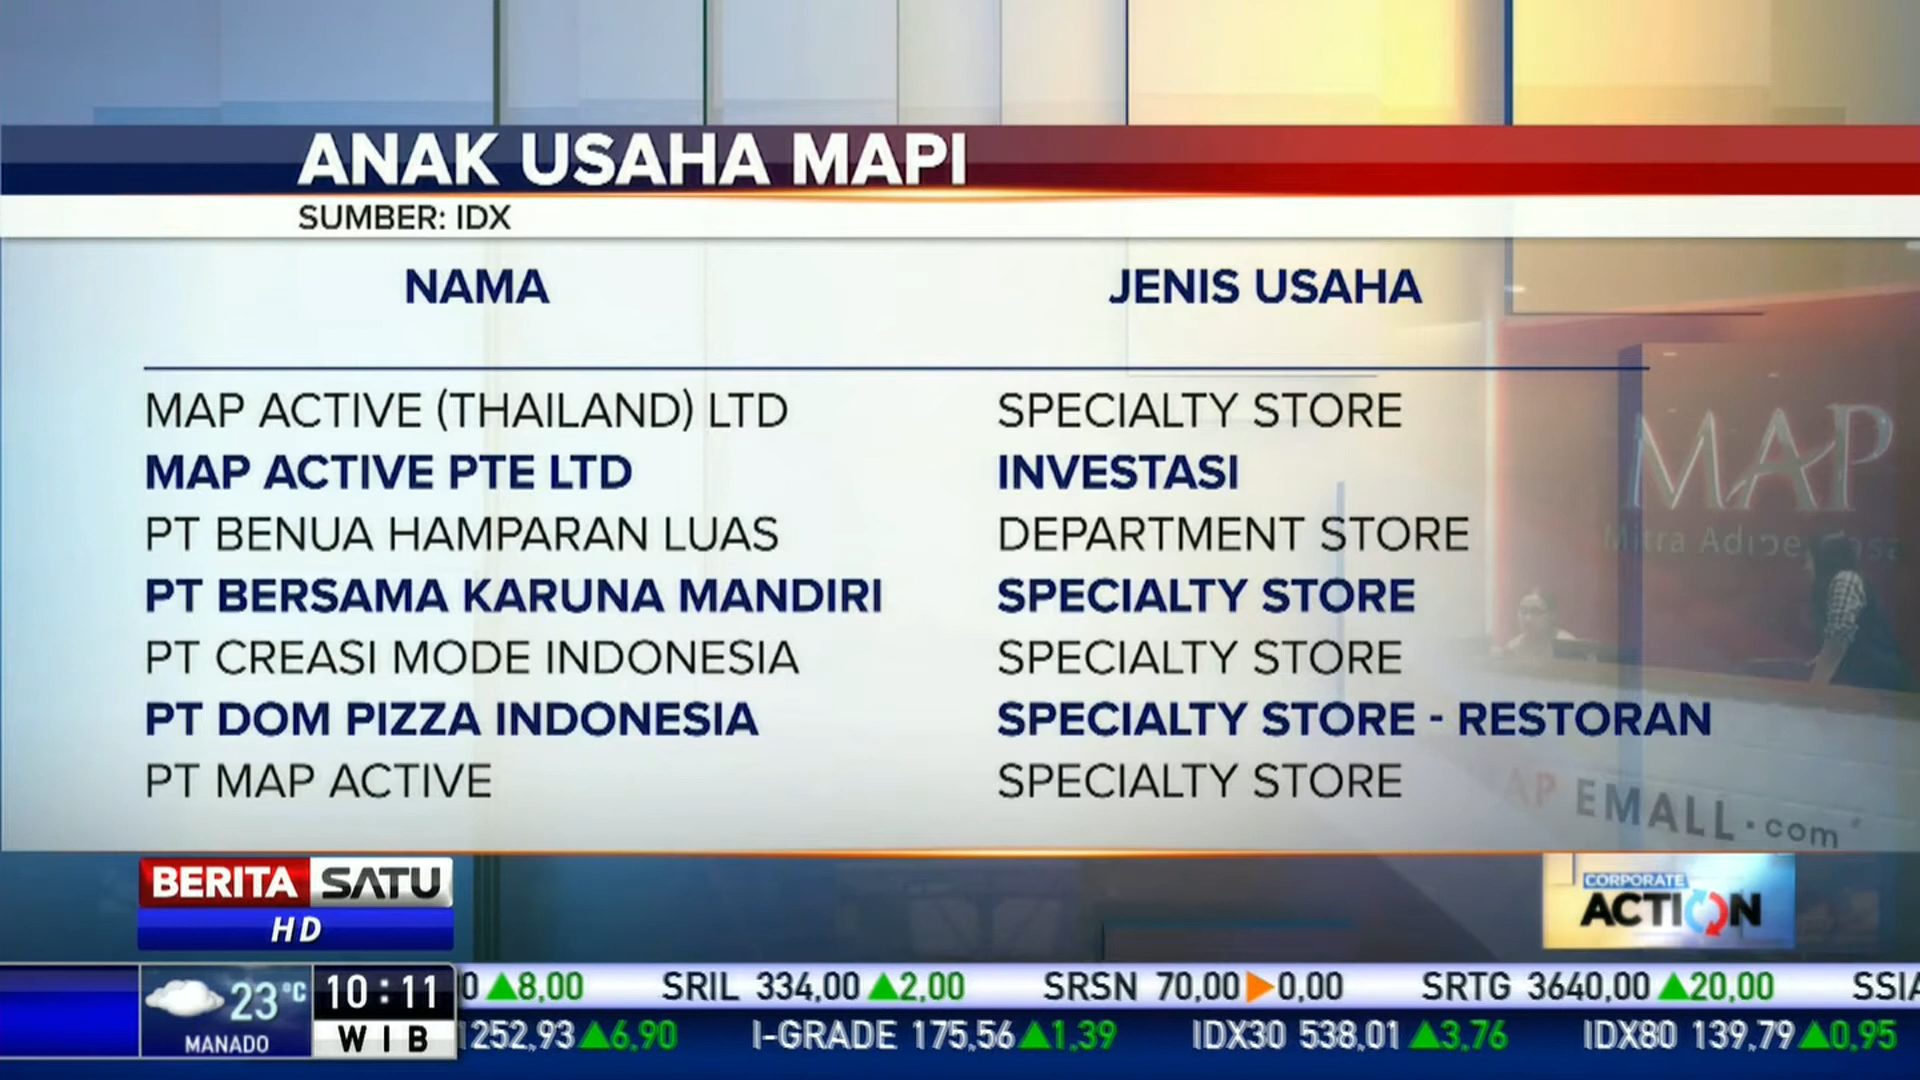 ANAK USAHA MAPI
SUMBER: IDX
NAMA JENIS USAHA
MAP ACTIVE (THAILAND) LTD SPECIALTY STORE
MAP ACTIVE PTE LTD INVESTASI
PT BENUA HAMPARAN LUAS DEPARTMENT STORE
PT BERSAMA KARUNA MANDIRI SPECIALTY STORE
PT CREASI MODE INDONESIA SPECIALTY STORE
PT DOM PIZZA INDONESIA SPECIALTY STORE - RESTORAN
PT MAP ACTIVE SPECIALTY STORE
MAP
Mitra
EMALL.com
BERITA SATU
HD
CORPORATE
ACTION
23°C
MANADO
10:11
WIB
0 ▲8,00 SRIL 334,00 ▲2,00 SRSN 70,00 ▶0,00 SRTG 3640,00 ▲20,00 SSIA
1252,93 ▲6,90 I-GRADE 175,56 ▲1,39 IDX30 538,01 ▲3,76 IDX80 139,79 ▲0,95